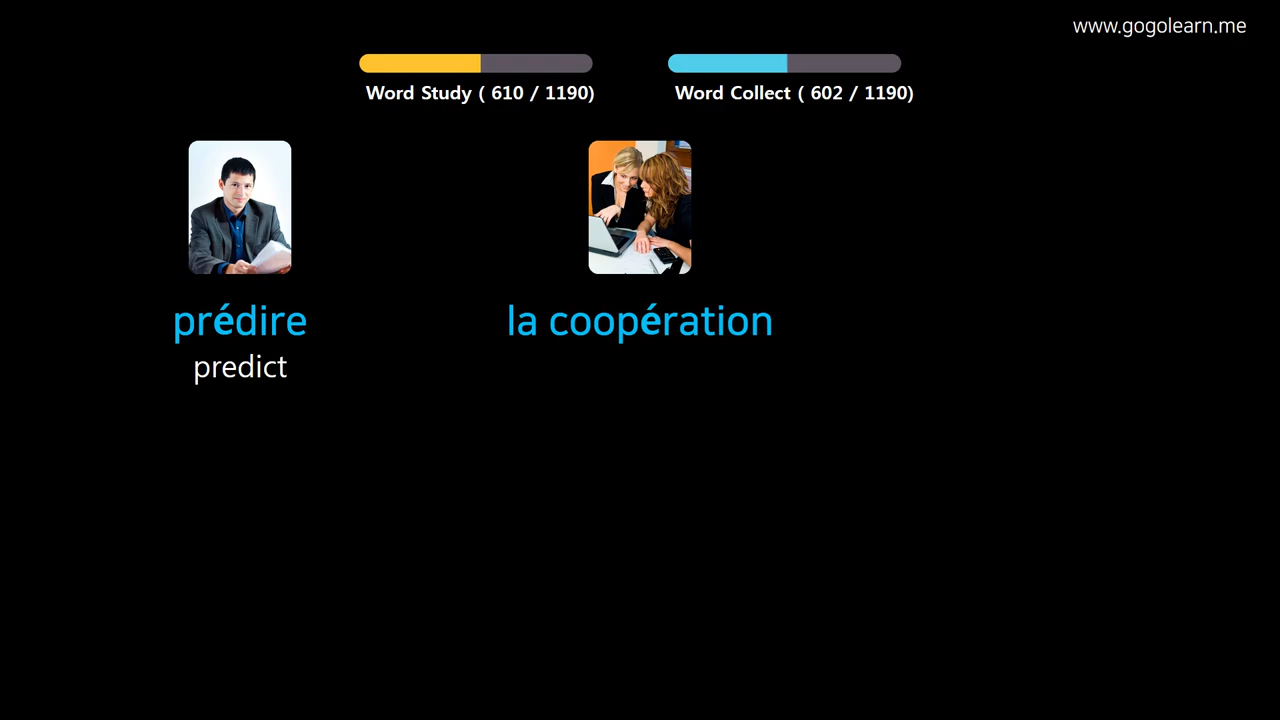 www.gogolearn.me
Word Study ( 610 / 1190)
Word Collect ( 602 / 1190)
prédire
la coopération
predict